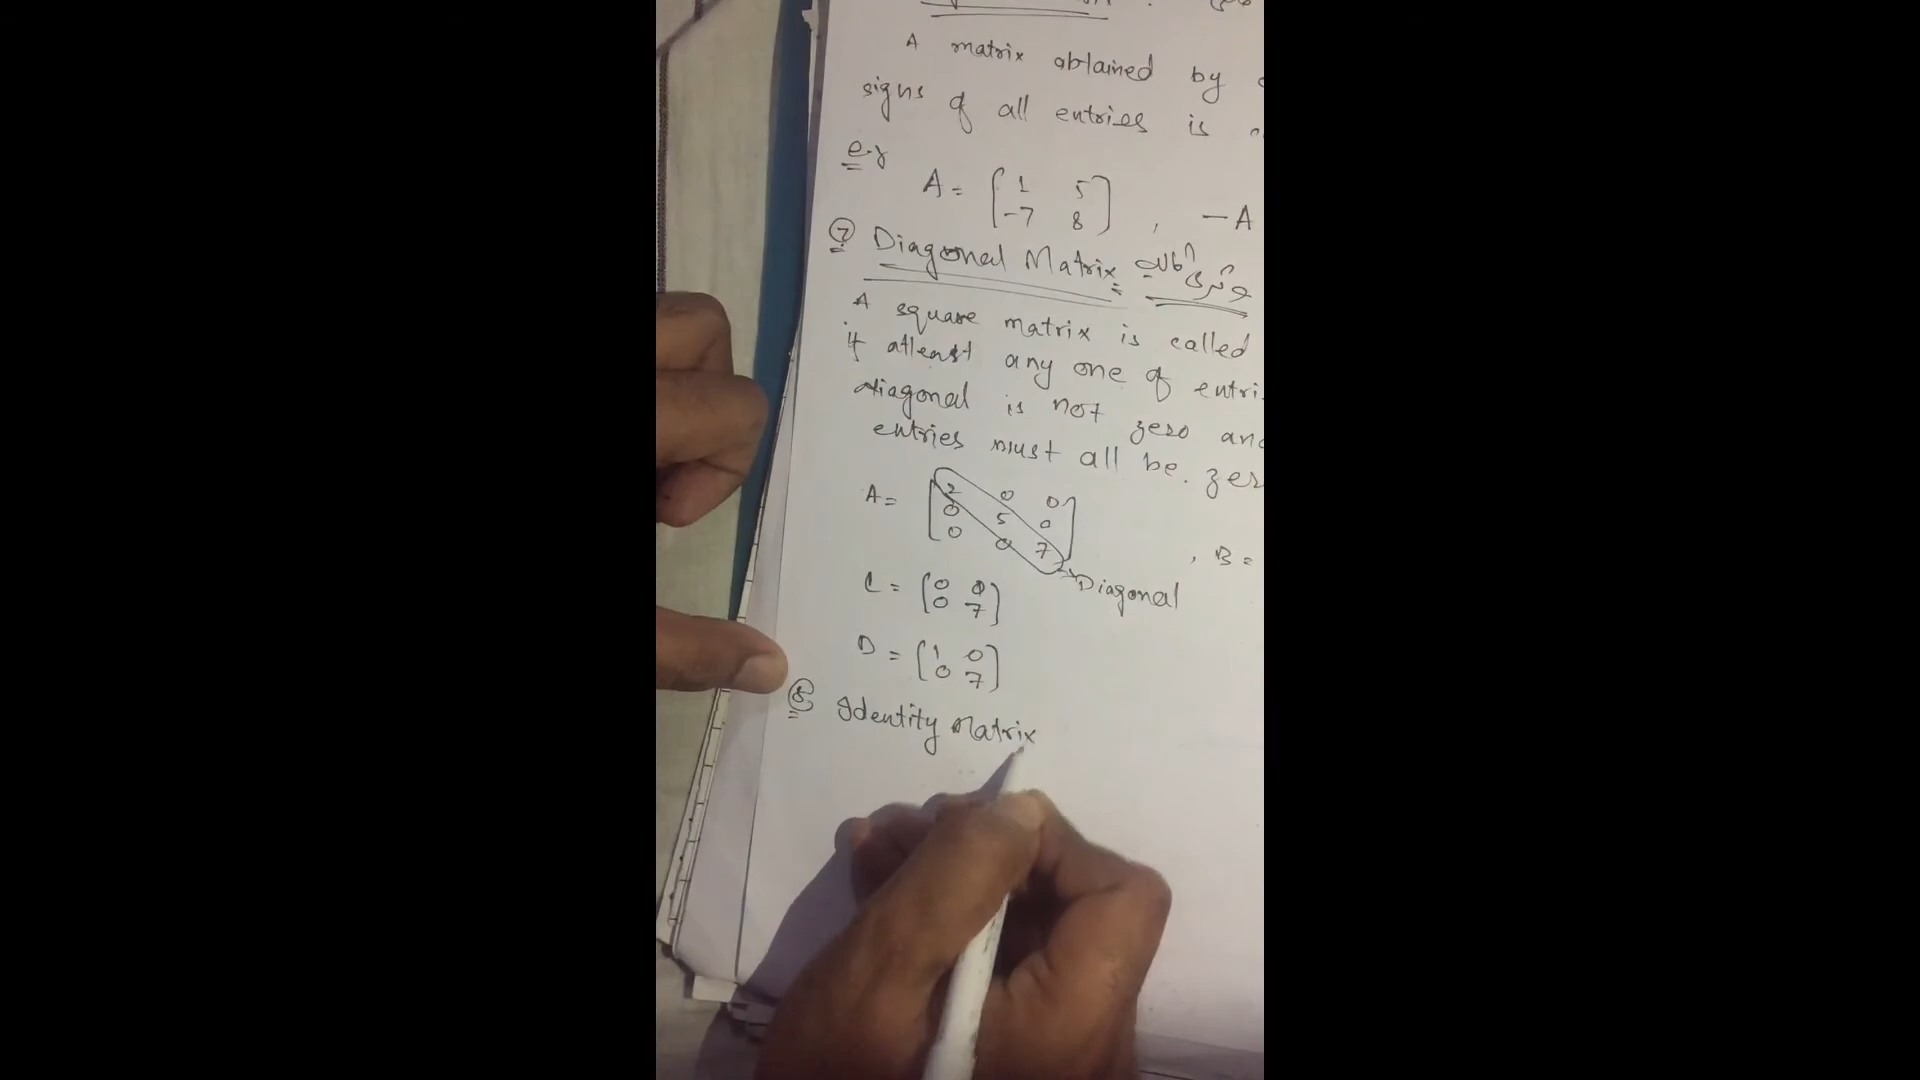 A matrix obtained by
signs of all entries is
e.g
A = [ 1 5
-7 8 ] , -A
⑦ Diagonal Matrix = وتری قالب
A square matrix is called
if atleast any one of entri
diagonal is not zero and
entries must all be. zer
A = [ 2 0 0
0 5 0
0 0 7 ] , B =
Diagonal
C = [ 0 0
0 7 ]
D = [ 1 0
0 7 ]
⑧ Identity Matrix